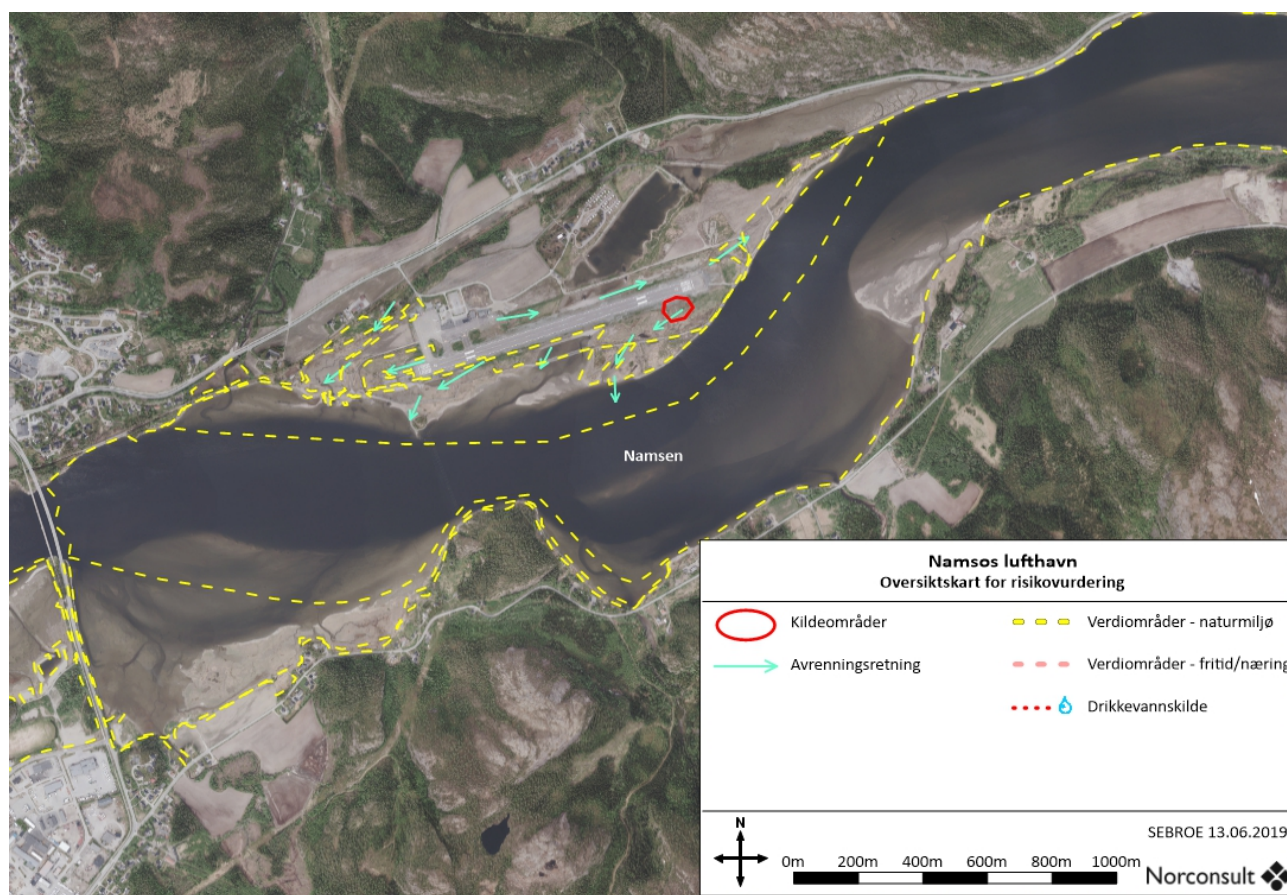 Namsen
Namsos lufthavn
Oversiktskart for risikovurdering
Kildeområder
Verdiområder - naturmiljø
Avrenningsretning
Verdiområder - fritid/næring
Drikkevannskilde
N
SEBROE 13.06.2019
0m 200m 400m 600m 800m 1000m
Norconsult